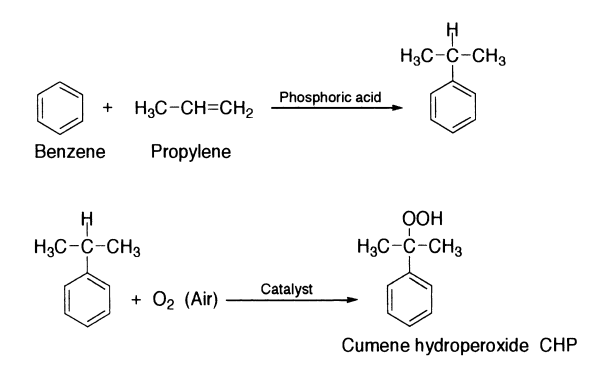 H
H₃C-C-CH₃
+ H₃C-CH=CH₂ Phosphoric acid
Benzene Propylene
H
H₃C-C-CH₃
+ O₂ (Air) Catalyst
OOH
H₃C-C-CH₃
Cumene hydroperoxide CHP